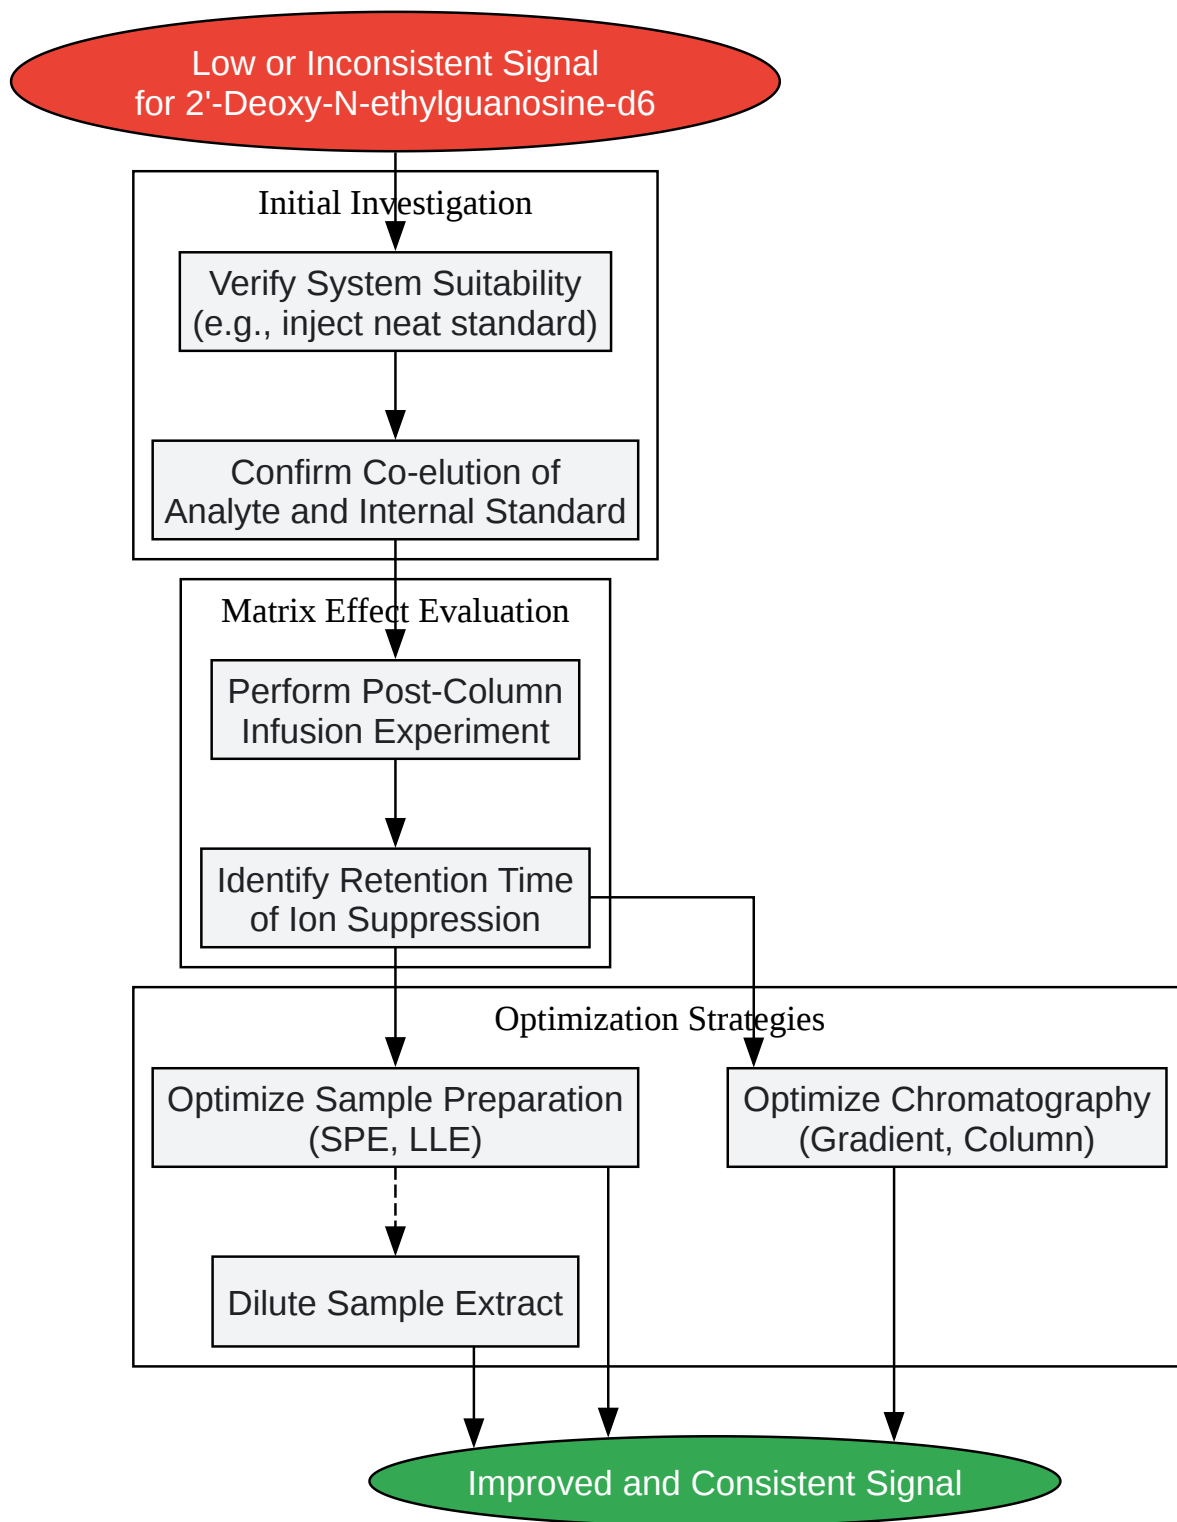 Low or Inconsistent Signal
for 2'-Deoxy-N-ethylguanosine-d6
Initial Investigation
Verify System Suitability
(e.g., inject neat standard)
Confirm Co-elution of
Analyte and Internal Standard
Matrix Effect Evaluation
Perform Post-Column
Infusion Experiment
Identify Retention Time
of Ion Suppression
Optimization Strategies
Optimize Sample Preparation
(SPE, LLE)
Optimize Chromatography
(Gradient, Column)
Dilute Sample Extract
Improved and Consistent Signal